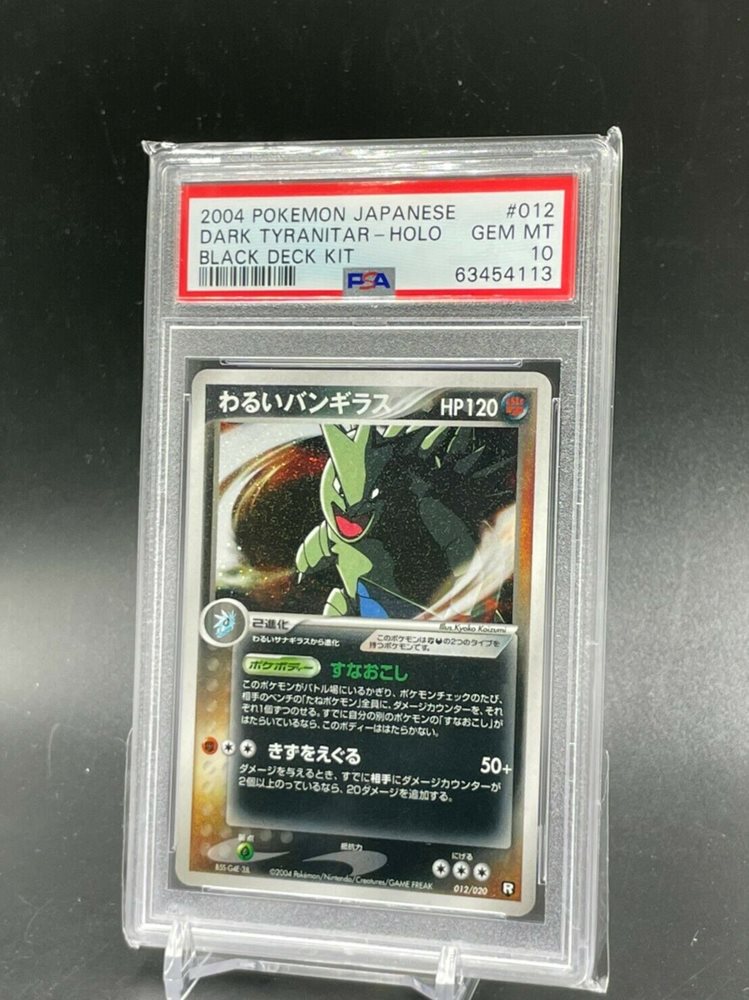 2004 POKEMON JAPANESE #012
DARK TYRANITAR-HOLO GEM MT
BLACK DECK KIT 10
PSA 63454113
わるいバンギラス HP120
2進化
Illus. Kyoko Koizumi
わるいサナギラスから進化
このポケモンは の2つのタイプを
持つポケモンです。
ポケボディー すなおこし
このポケモンがバトル場にいるかぎり、ポケモンチェックのたび、
相手のベンチの「たねポケモン」全員に、ダメージカウンターを、それ
ぞれ1個ずつのせる。すでに自分の別のポケモンの「すなおこし」が
はたらいているなら、このボディーははたらかない。
きずをえぐる 50+
ダメージを与えるとき、すでに相手にダメージカウンターが
2個以上のっているなら、20ダメージを追加する。
弱点 抵抗力 にげる
©2004 Pokémon/Nintendo/Creatures/GAME FREAK
012/020 R